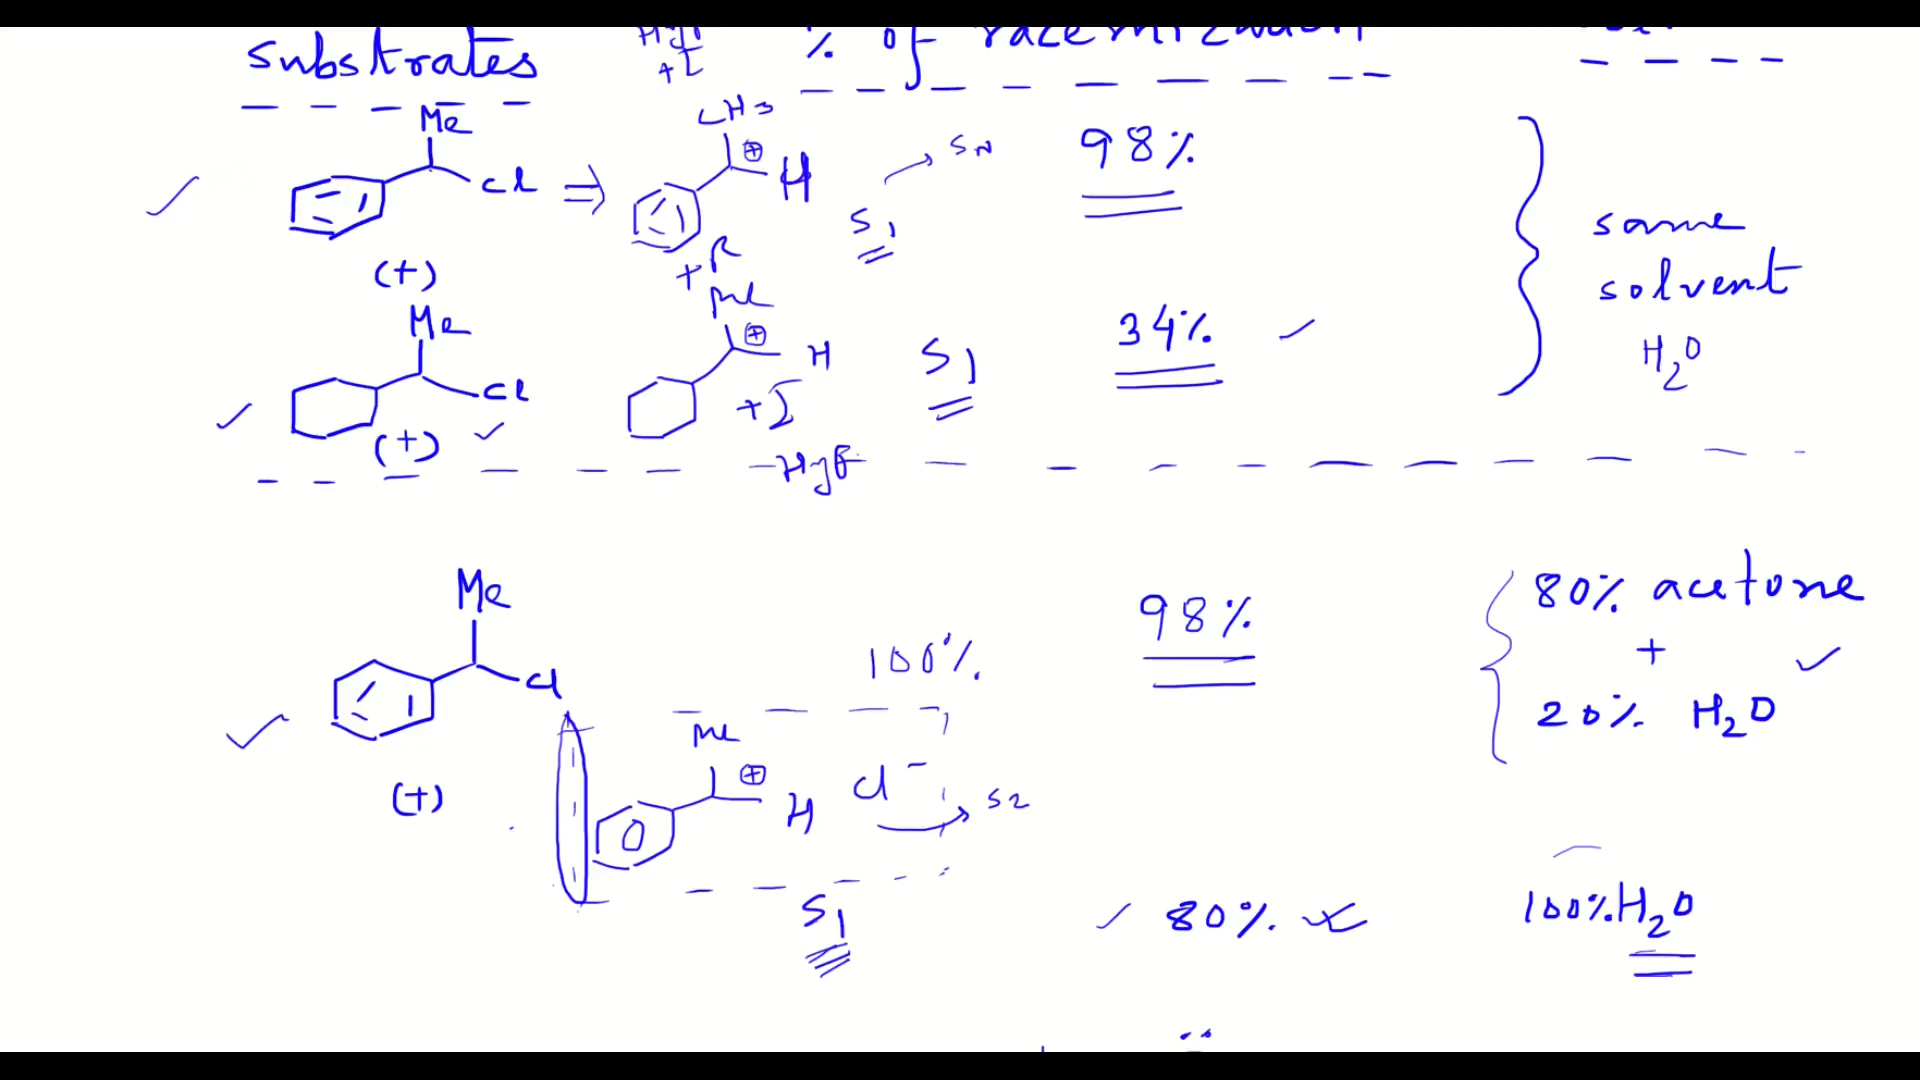 substrates % of racemization
+I
Me CH3 98%
⊕ SN
Cl ⇒ H S1
(+) +R same
solvent
Me Me ⊕ 34%
H S1 H2O
Cl +I
(+)
Me 98% 80% acetone
100% +
Cl 20% H2O
Me
⊕ Cl-
(+) H S2
S1 80% 100% H2O